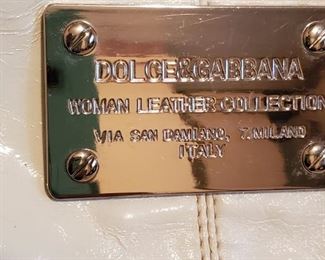 DOLCE&GABBANA
WOMAN LEATHER COLLECTION
VIA SAN DAMIANO, 7.MILANO
ITALY